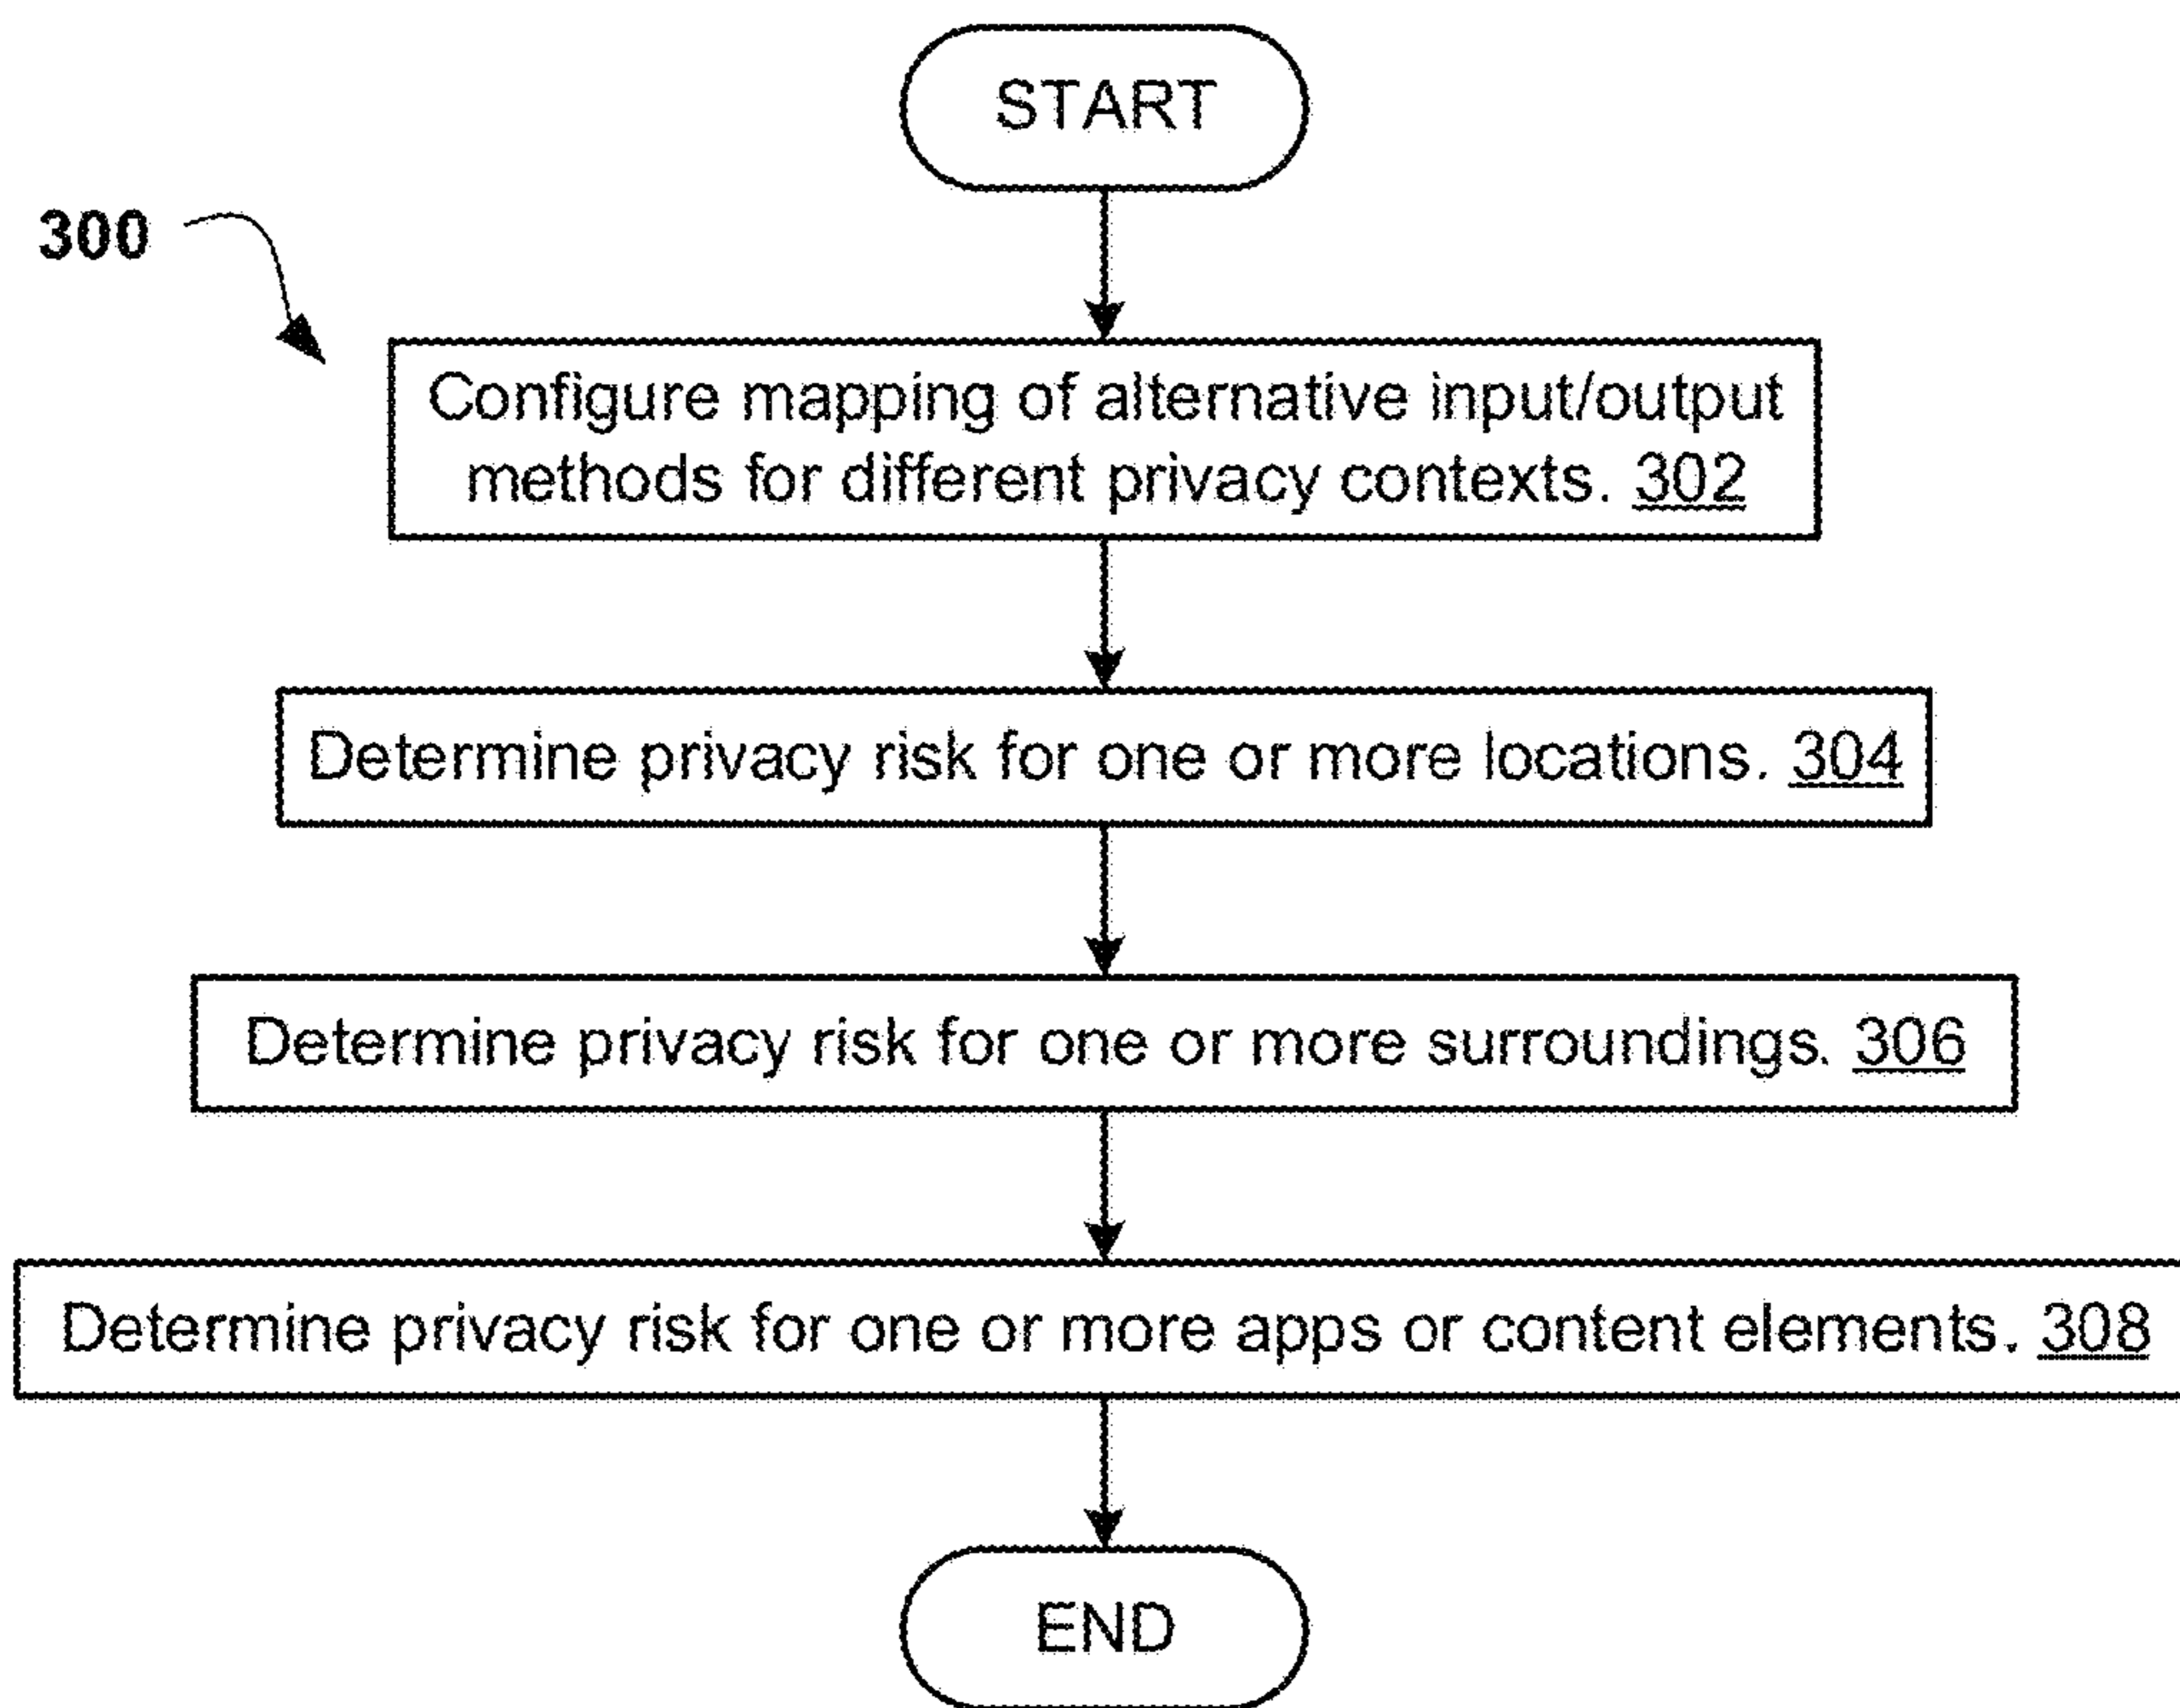 START
300
Configure mapping of alternative input/output
methods for different privacy contexts. 302
Determine privacy risk for one or more locations. 304
Determine privacy risk for one or more surroundings. 306
Determine privacy risk for one or more apps or content elements. 308
END